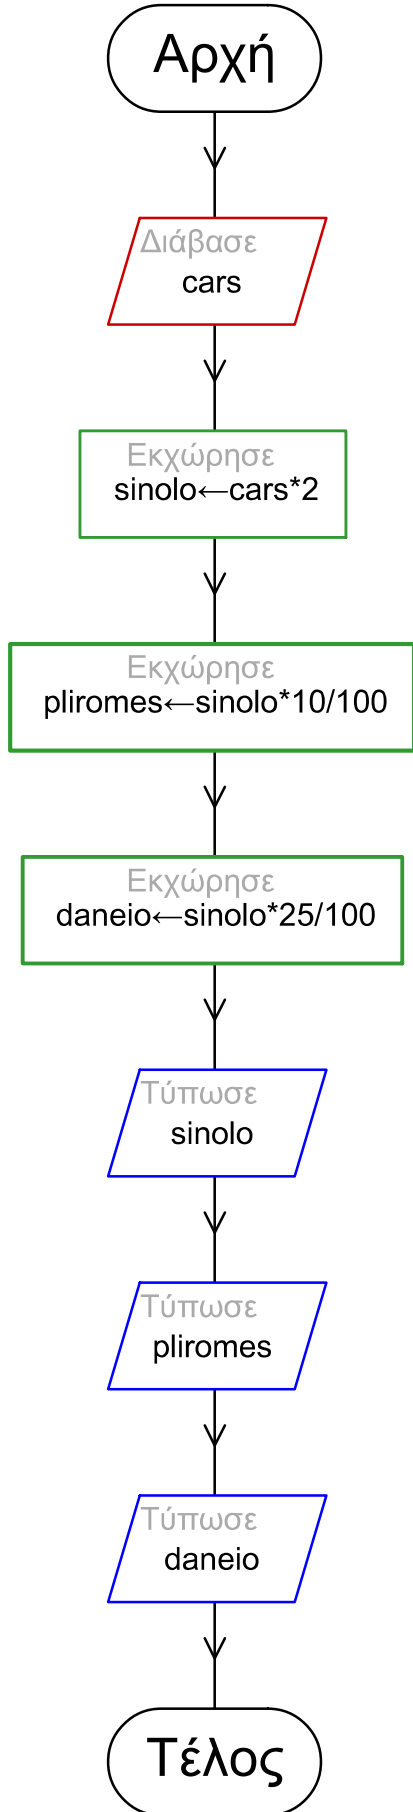 Αρχή
Διάβασε
cars
Εκχώρησε
sinolo←cars*2
Εκχώρησε
pliromes←sinolo*10/100
Εκχώρησε
daneio←sinolo*25/100
Τύπωσε
sinolo
Τύπωσε
pliromes
Τύπωσε
daneio
Τέλος